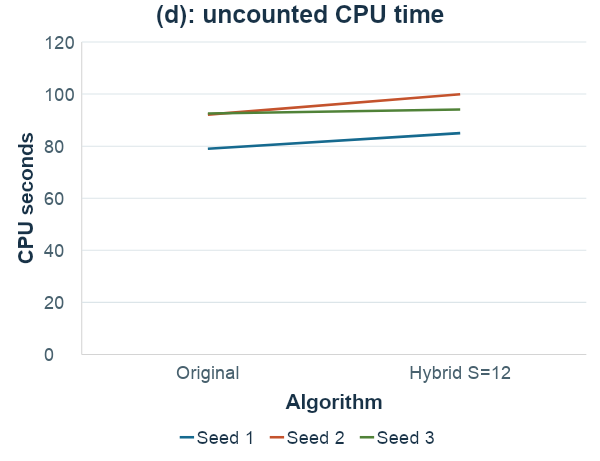 (d): uncounted CPU time
120
100
80
60
40
20
0
CPU seconds
Original Hybrid S=12
Algorithm
Seed 1 Seed 2 Seed 3